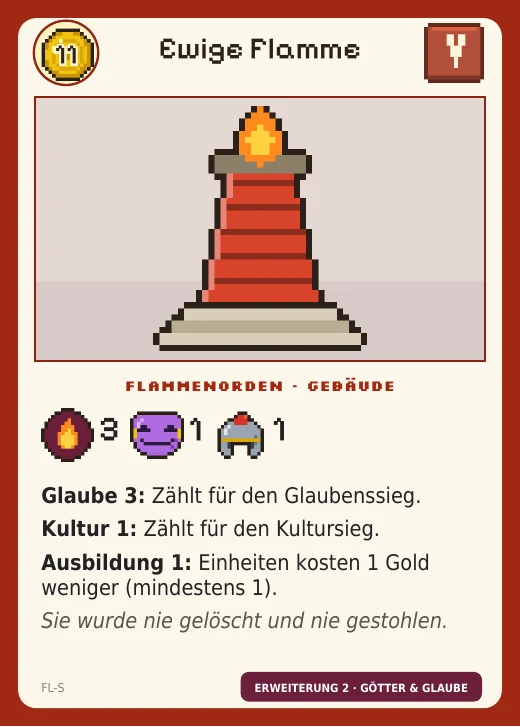 11
Ewige Flamme
FLAMMENORDEN - GEBÄUDE
3 1 1
Glaube 3: Zählt für den Glaubenssieg.
Kultur 1: Zählt für den Kultursieg.
Ausbildung 1: Einheiten kosten 1 Gold
weniger (mindestens 1).
Sie wurde nie gelöscht und nie gestohlen.
FL-S
ERWEITERUNG 2 · GÖTTER & GLAUBE